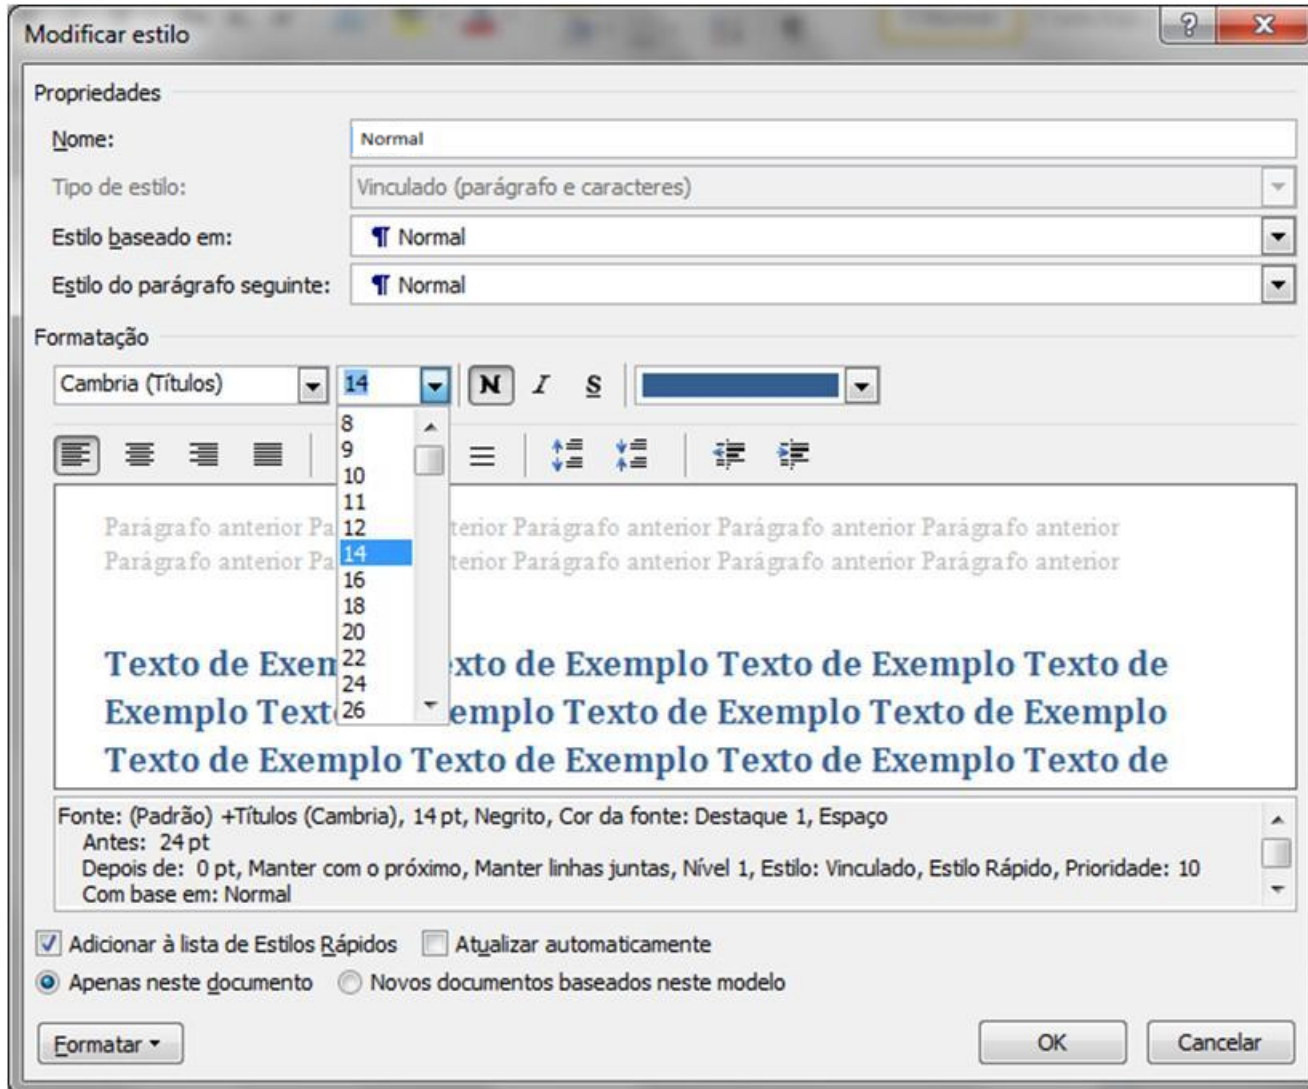 Modificar estilo
Propriedades
Nome: Normal
Tipo de estilo: Vinculado (parágrafo e caracteres)
Estilo baseado em: ¶ Normal
Estilo do parágrafo seguinte: ¶ Normal
Formatação
Cambria (Títulos) 14 N I S
8
9
10
11
12
14
16
18
20
22
24
26
Parágrafo anterior Pa terior Parágrafo anterior Parágrafo anterior Parágrafo anterior
Parágrafo anterior Pa terior Parágrafo anterior Parágrafo anterior Parágrafo anterior
Texto de Exem xto de Exemplo Texto de Exemplo Texto de
Exemplo Text emplo Texto de Exemplo Texto de Exemplo
Texto de Exemplo Texto de Exemplo Texto de Exemplo Texto de
Fonte: (Padrão) +Títulos (Cambria), 14 pt, Negrito, Cor da fonte: Destaque 1, Espaço
Antes: 24 pt
Depois de: 0 pt, Manter com o próximo, Manter linhas juntas, Nível 1, Estilo: Vinculado, Estilo Rápido, Prioridade: 10
Com base em: Normal
Adicionar à lista de Estilos Rápidos Atualizar automaticamente
Apenas neste documento Novos documentos baseados neste modelo
Formatar OK Cancelar